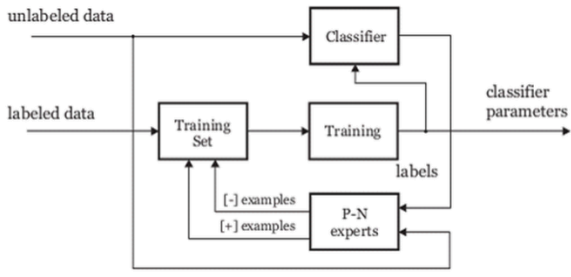 unlabeled data
Classifier
classifier
parameters
labeled data
Training
Set
Training
labels
[-] examples
[+] examples
P-N
experts